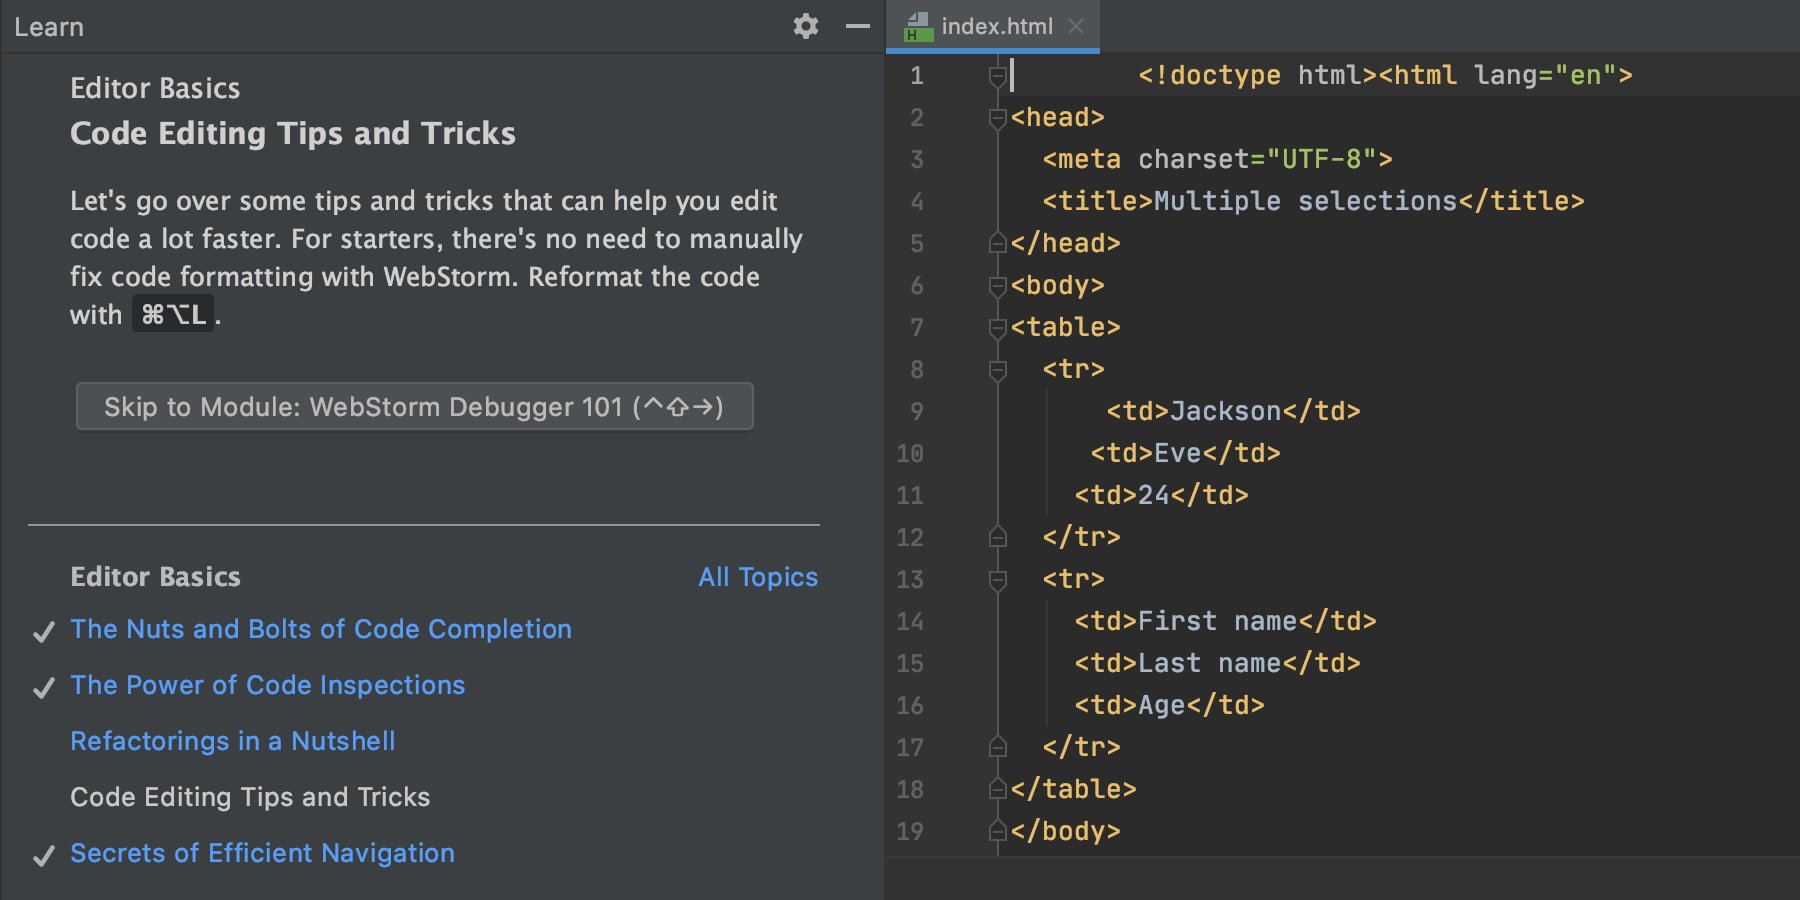 Learn
Editor Basics
Code Editing Tips and Tricks
Let's go over some tips and tricks that can help you edit
code a lot faster. For starters, there's no need to manually
fix code formatting with WebStorm. Reformat the code
with ⌘⌥L.
Skip to Module: WebStorm Debugger 101 (^⇧→)
Editor Basics
All Topics
The Nuts and Bolts of Code Completion
The Power of Code Inspections
Refactorings in a Nutshell
Code Editing Tips and Tricks
Secrets of Efficient Navigation
H index.html
1 <!doctype html><html lang="en">
2 <head>
3 <meta charset="UTF-8">
4 <title>Multiple selections</title>
5 </head>
6 <body>
7 <table>
8 <tr>
9 <td>Jackson</td>
10 <td>Eve</td>
11 <td>24</td>
12 </tr>
13 <tr>
14 <td>First name</td>
15 <td>Last name</td>
16 <td>Age</td>
17 </tr>
18 </table>
19 </body>